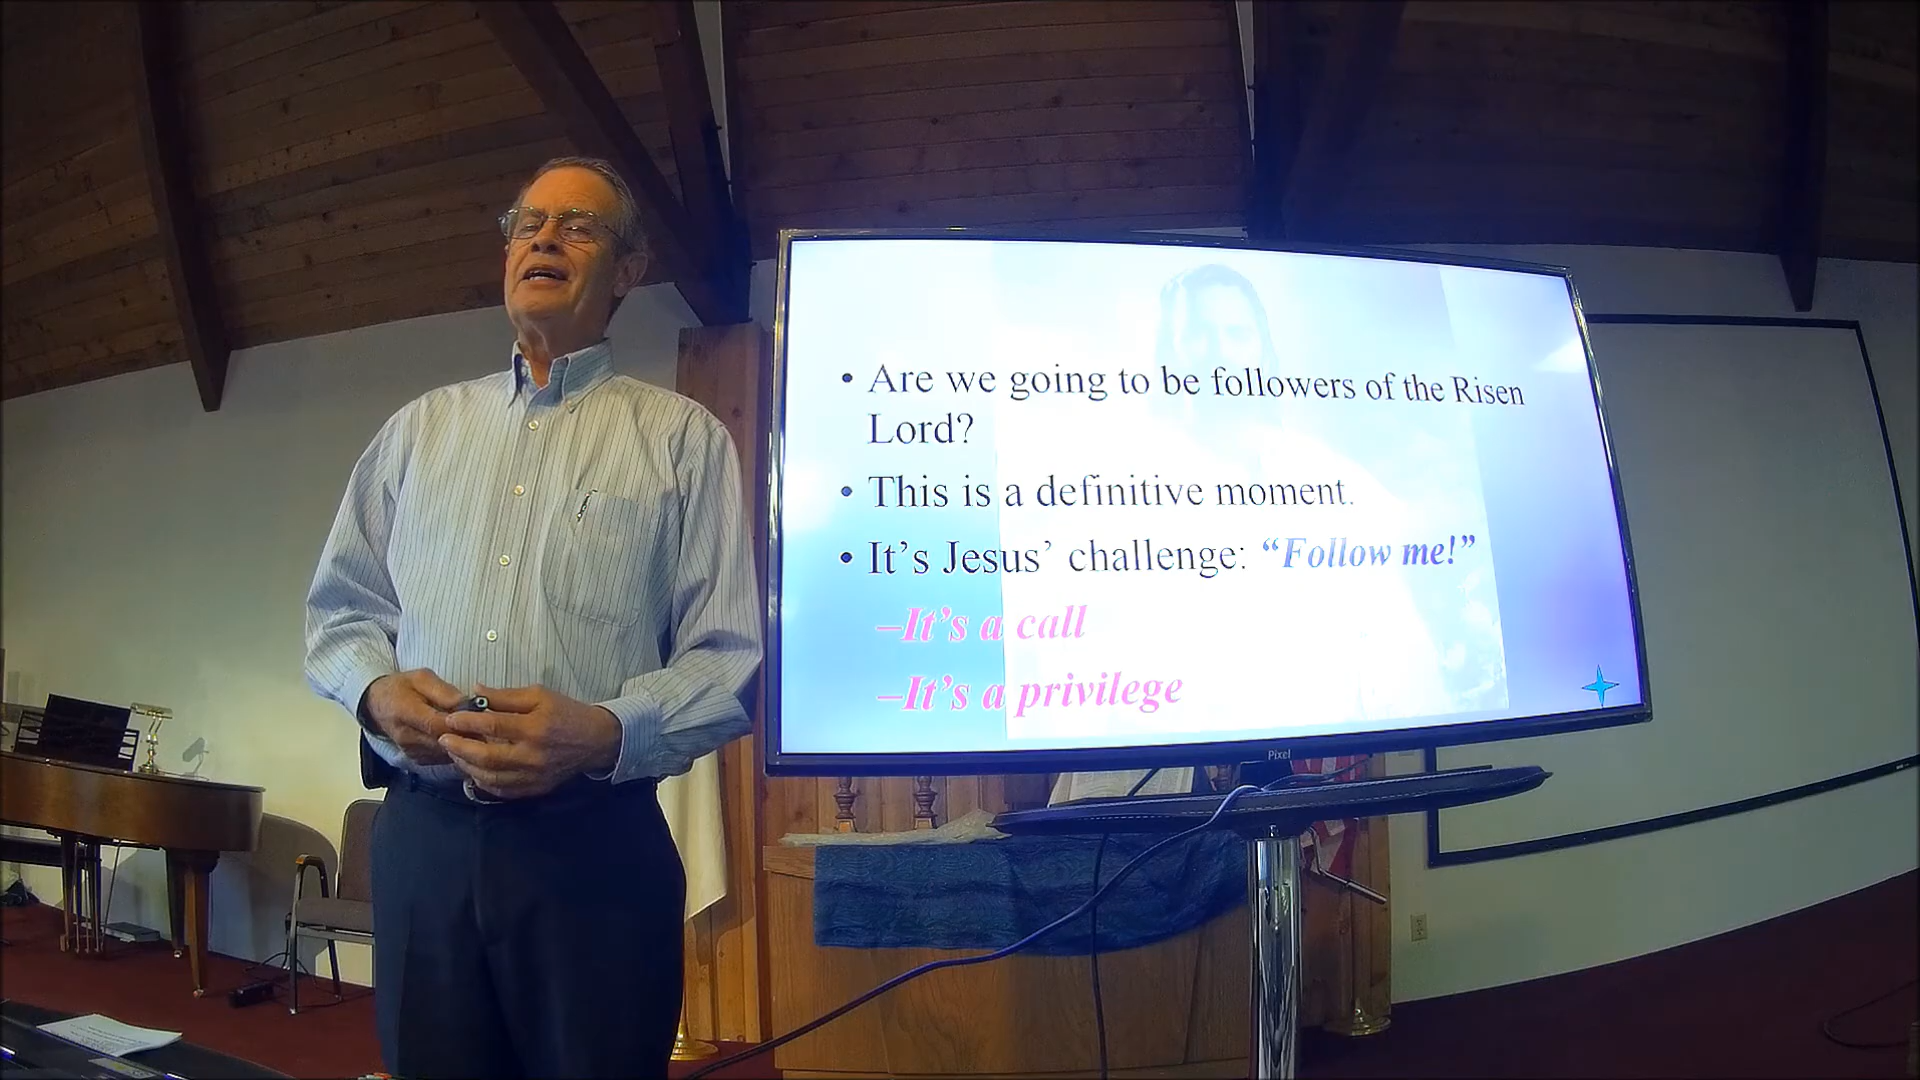 • Are we going to be followers of the Risen
Lord?
• This is a definitive moment.
• It’s Jesus’ challenge: “Follow me!”
–It’s a call
–It’s a privilege
Pixel